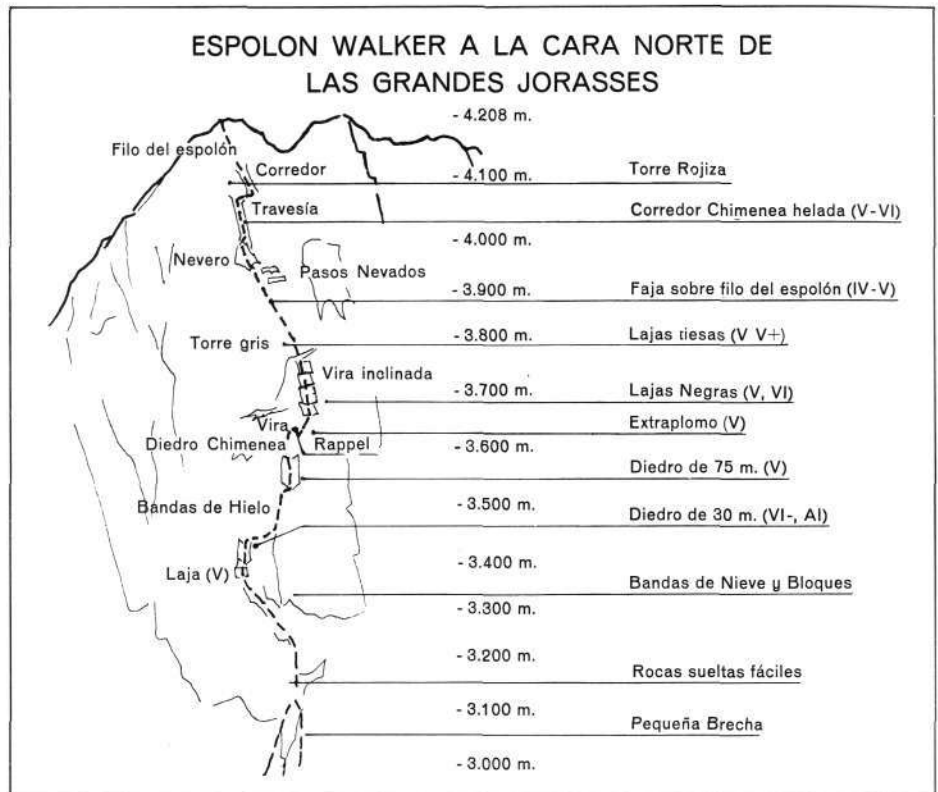 ESPOLON WALKER A LA CARA NORTE DE
LAS GRANDES JORASSES
- 4.208 m.
Filo del espolón
Corredor
- 4.100 m.
Torre Rojiza
Travesía
Corredor Chimenea helada (V-VI)
- 4.000 m.
Nevero
Pasos Nevados
- 3.900 m.
Faja sobre filo del espolón (IV-V)
Torre gris
- 3.800 m.
Lajas tiesas (V V+)
Vira inclinada
- 3.700 m.
Lajas Negras (V, VI)
Vira
Extraplomo (V)
Diedro Chimenea
Rappel
- 3.600 m.
Diedro de 75 m. (V)
Bandas de Hielo
- 3.500 m.
Diedro de 30 m. (VI-, AI)
Laja (V)
- 3.400 m.
Bandas de Nieve y Bloques
- 3.300 m.
- 3.200 m.
Rocas sueltas fáciles
- 3.100 m.
Pequeña Brecha
- 3.000 m.